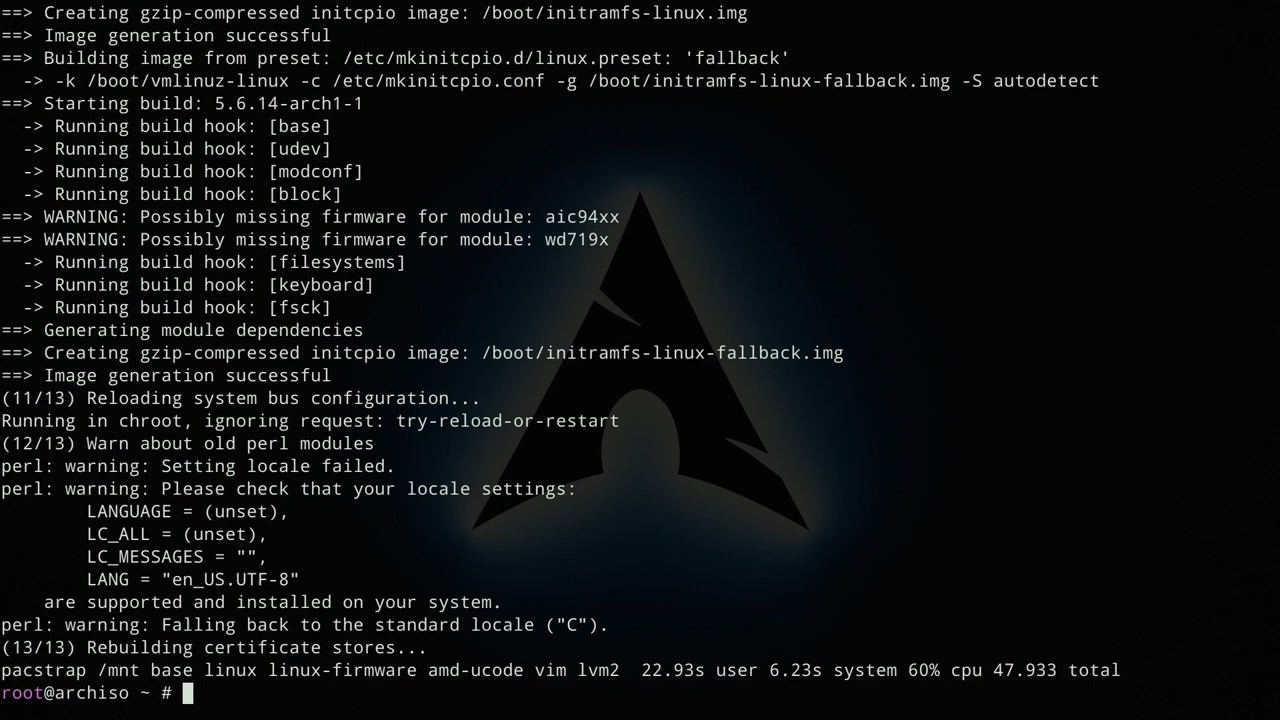 ==> Creating gzip-compressed initcpio image: /boot/initramfs-linux.img
==> Image generation successful
==> Building image from preset: /etc/mkinitcpio.d/linux.preset: 'fallback'
  -> -k /boot/vmlinuz-linux -c /etc/mkinitcpio.conf -g /boot/initramfs-linux-fallback.img -S autodetect
==> Starting build: 5.6.14-arch1-1
  -> Running build hook: [base]
  -> Running build hook: [udev]
  -> Running build hook: [modconf]
  -> Running build hook: [block]
==> WARNING: Possibly missing firmware for module: aic94xx
==> WARNING: Possibly missing firmware for module: wd719x
  -> Running build hook: [filesystems]
  -> Running build hook: [keyboard]
  -> Running build hook: [fsck]
==> Generating module dependencies
==> Creating gzip-compressed initcpio image: /boot/initramfs-linux-fallback.img
==> Image generation successful
(11/13) Reloading system bus configuration...
Running in chroot, ignoring request: try-reload-or-restart
(12/13) Warn about old perl modules
perl: warning: Setting locale failed.
perl: warning: Please check that your locale settings:
        LANGUAGE = (unset),
        LC_ALL = (unset),
        LC_MESSAGES = "",
        LANG = "en_US.UTF-8"
    are supported and installed on your system.
perl: warning: Falling back to the standard locale ("C").
(13/13) Rebuilding certificate stores...
pacstrap /mnt base linux linux-firmware amd-ucode vim lvm2  22.93s user 6.23s system 60% cpu 47.933 total
root@archiso ~ #